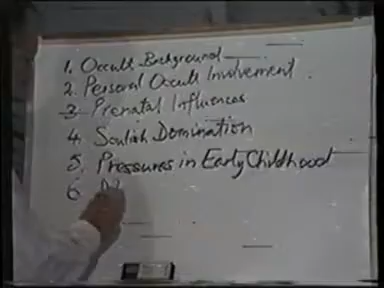 1. Occult Background
2. Personal Occult Involvement
3. Prenatal Influences
4. Soulish Domination
5. Pressures in Early Childhood
6.